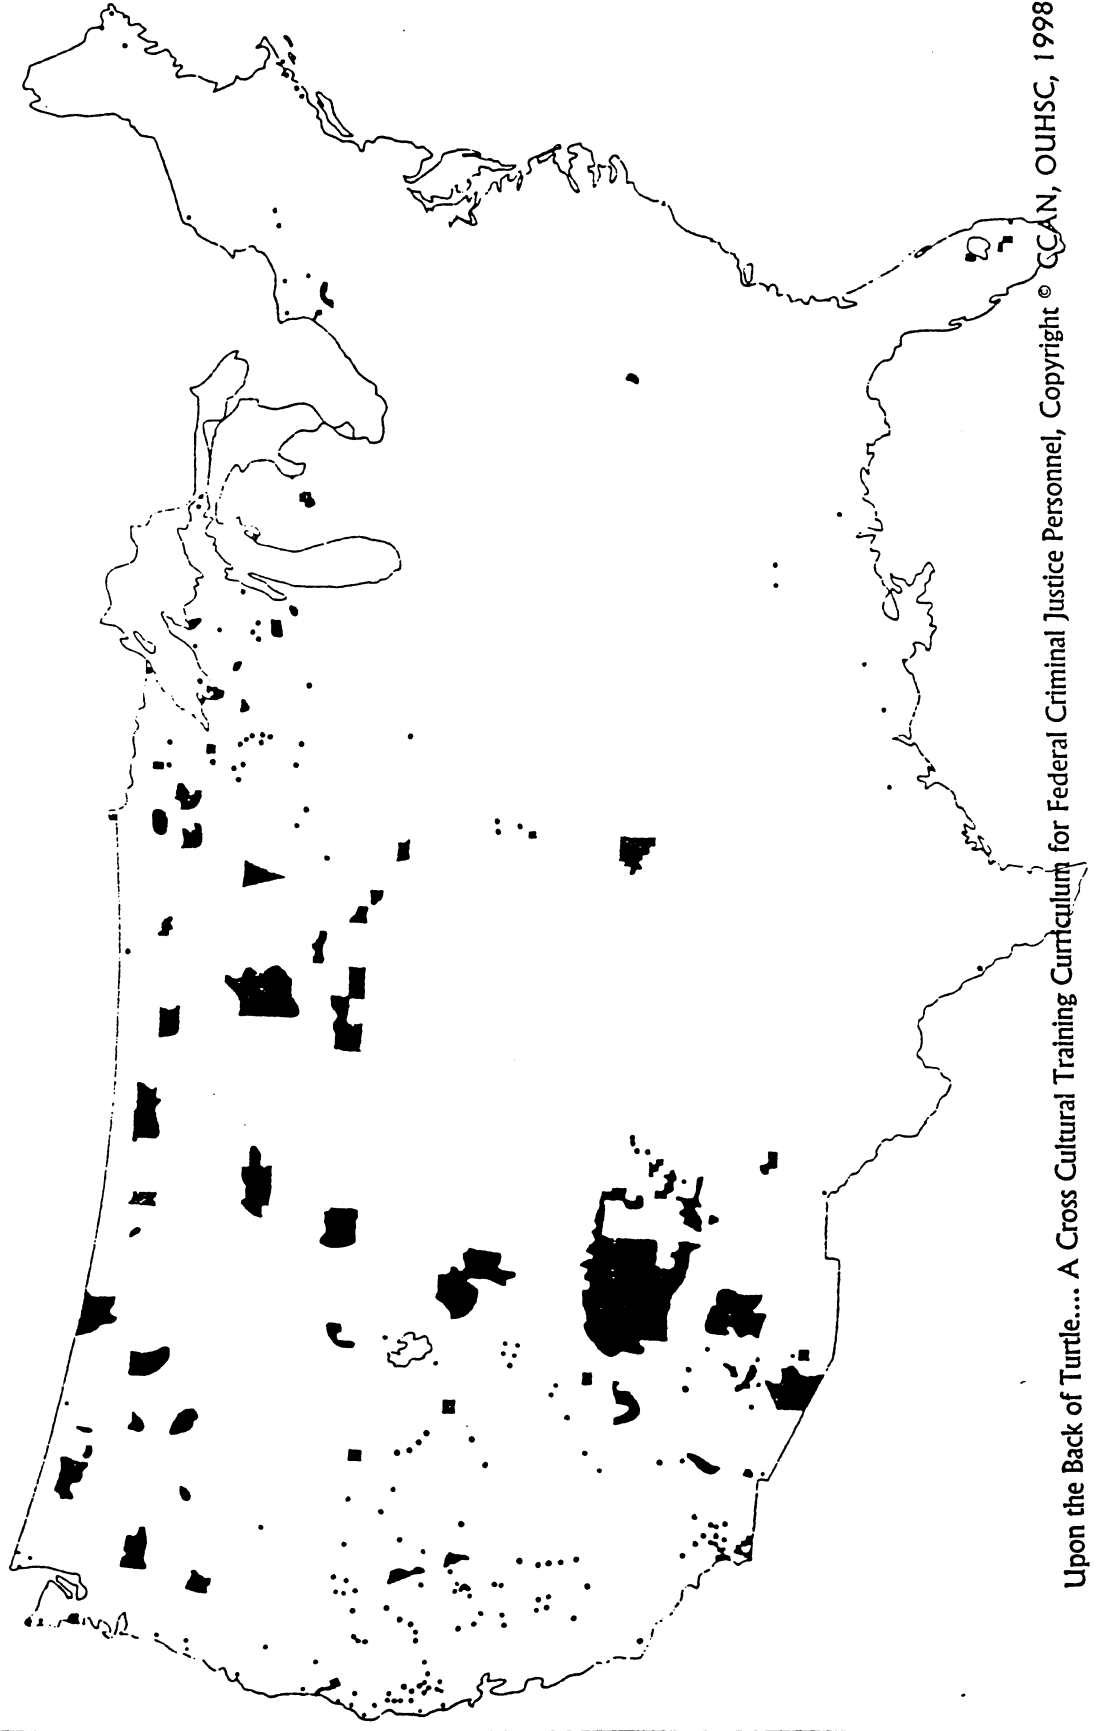 Upon the Back of Turtle.... A Cross Cultural Training Curriculum for Federal Criminal Justice Personnel, Copyright © CCAN, OUHSC, 1998